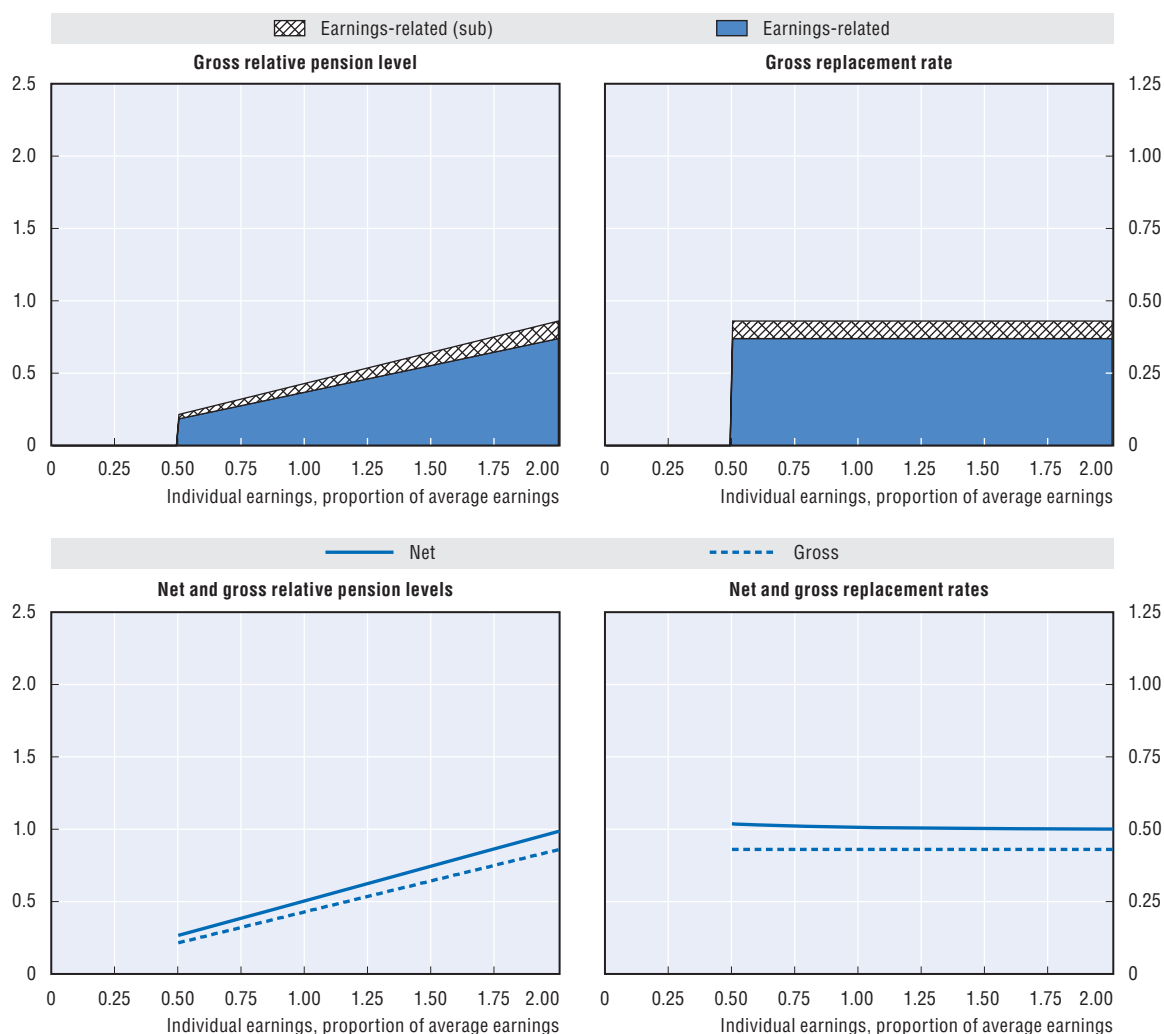 Earnings-related (sub) Earnings-related
Gross relative pension level
2.5
2.0
1.5
1.0
0.5
0
0 0.25 0.50 0.75 1.00 1.25 1.50 1.75 2.00
Individual earnings, proportion of average earnings
Gross replacement rate
1.25
1.00
0.75
0.50
0.25
0
0 0.25 0.50 0.75 1.00 1.25 1.50 1.75 2.00
Individual earnings, proportion of average earnings
Net Gross
Net and gross relative pension levels
2.5
2.0
1.5
1.0
0.5
0
0 0.25 0.50 0.75 1.00 1.25 1.50 1.75 2.00
Individual earnings, proportion of average earnings
Net and gross replacement rates
1.25
1.00
0.75
0.50
0.25
0
0 0.25 0.50 0.75 1.00 1.25 1.50 1.75 2.00
Individual earnings, proportion of average earnings